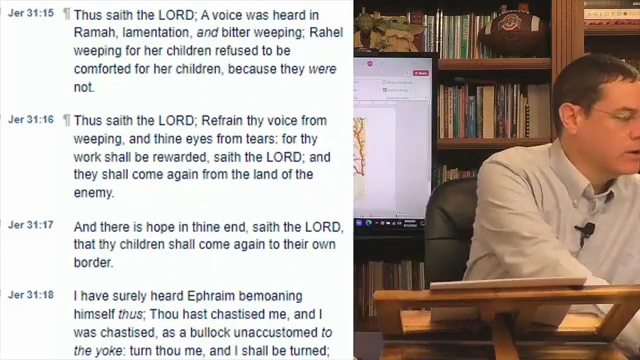 Jer 31:15 ¶ Thus saith the LORD; A voice was heard in
Ramah, lamentation, and bitter weeping; Rahel
weeping for her children refused to be
comforted for her children, because they were
not.
Jer 31:16 ¶ Thus saith the LORD; Refrain thy voice from
weeping, and thine eyes from tears: for thy
work shall be rewarded, saith the LORD; and
they shall come again from the land of the
enemy.
Jer 31:17 And there is hope in thine end, saith the LORD,
that thy children shall come again to their own
border.
Jer 31:18 I have surely heard Ephraim bemoaning
himself thus; Thou hast chastised me, and I
was chastised, as a bullock unaccustomed to
the yoke: turn thou me, and I shall be turned;